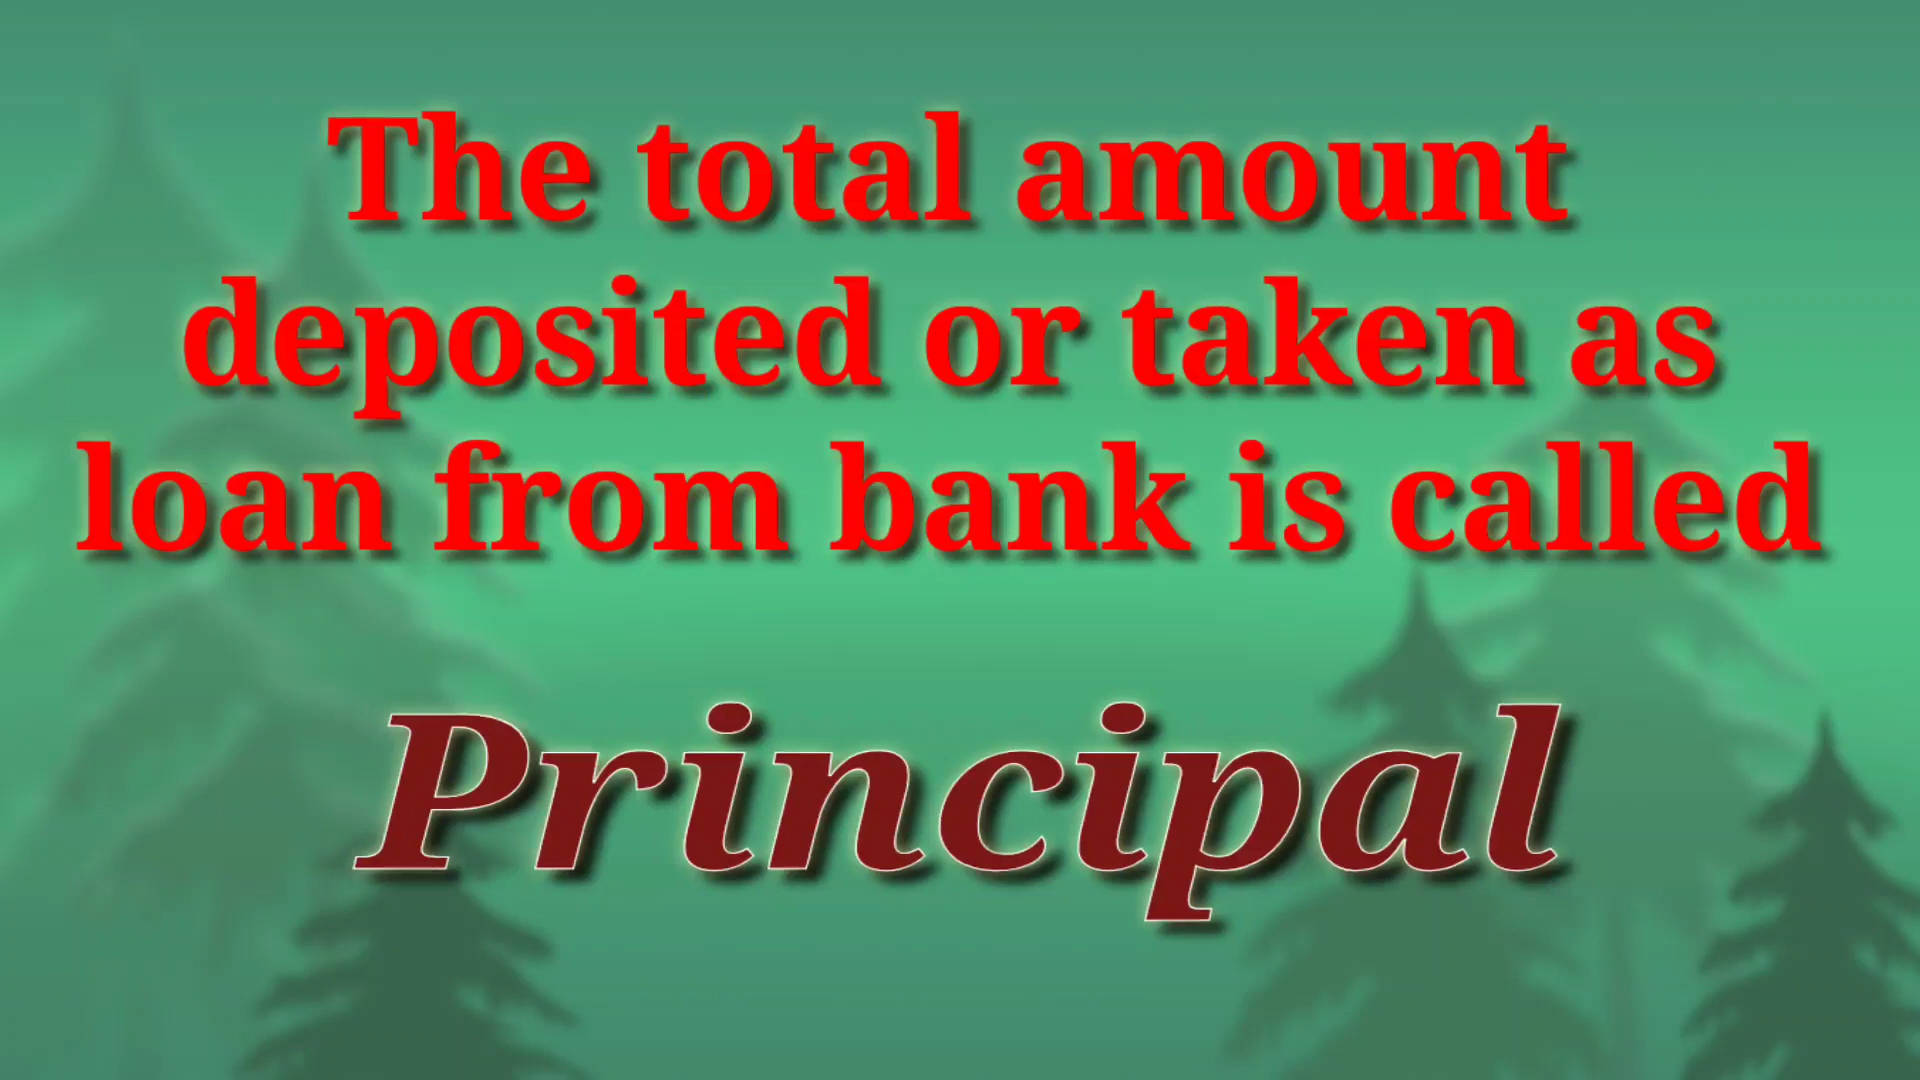 The total amount
deposited or taken as
loan from bank is called
Principal